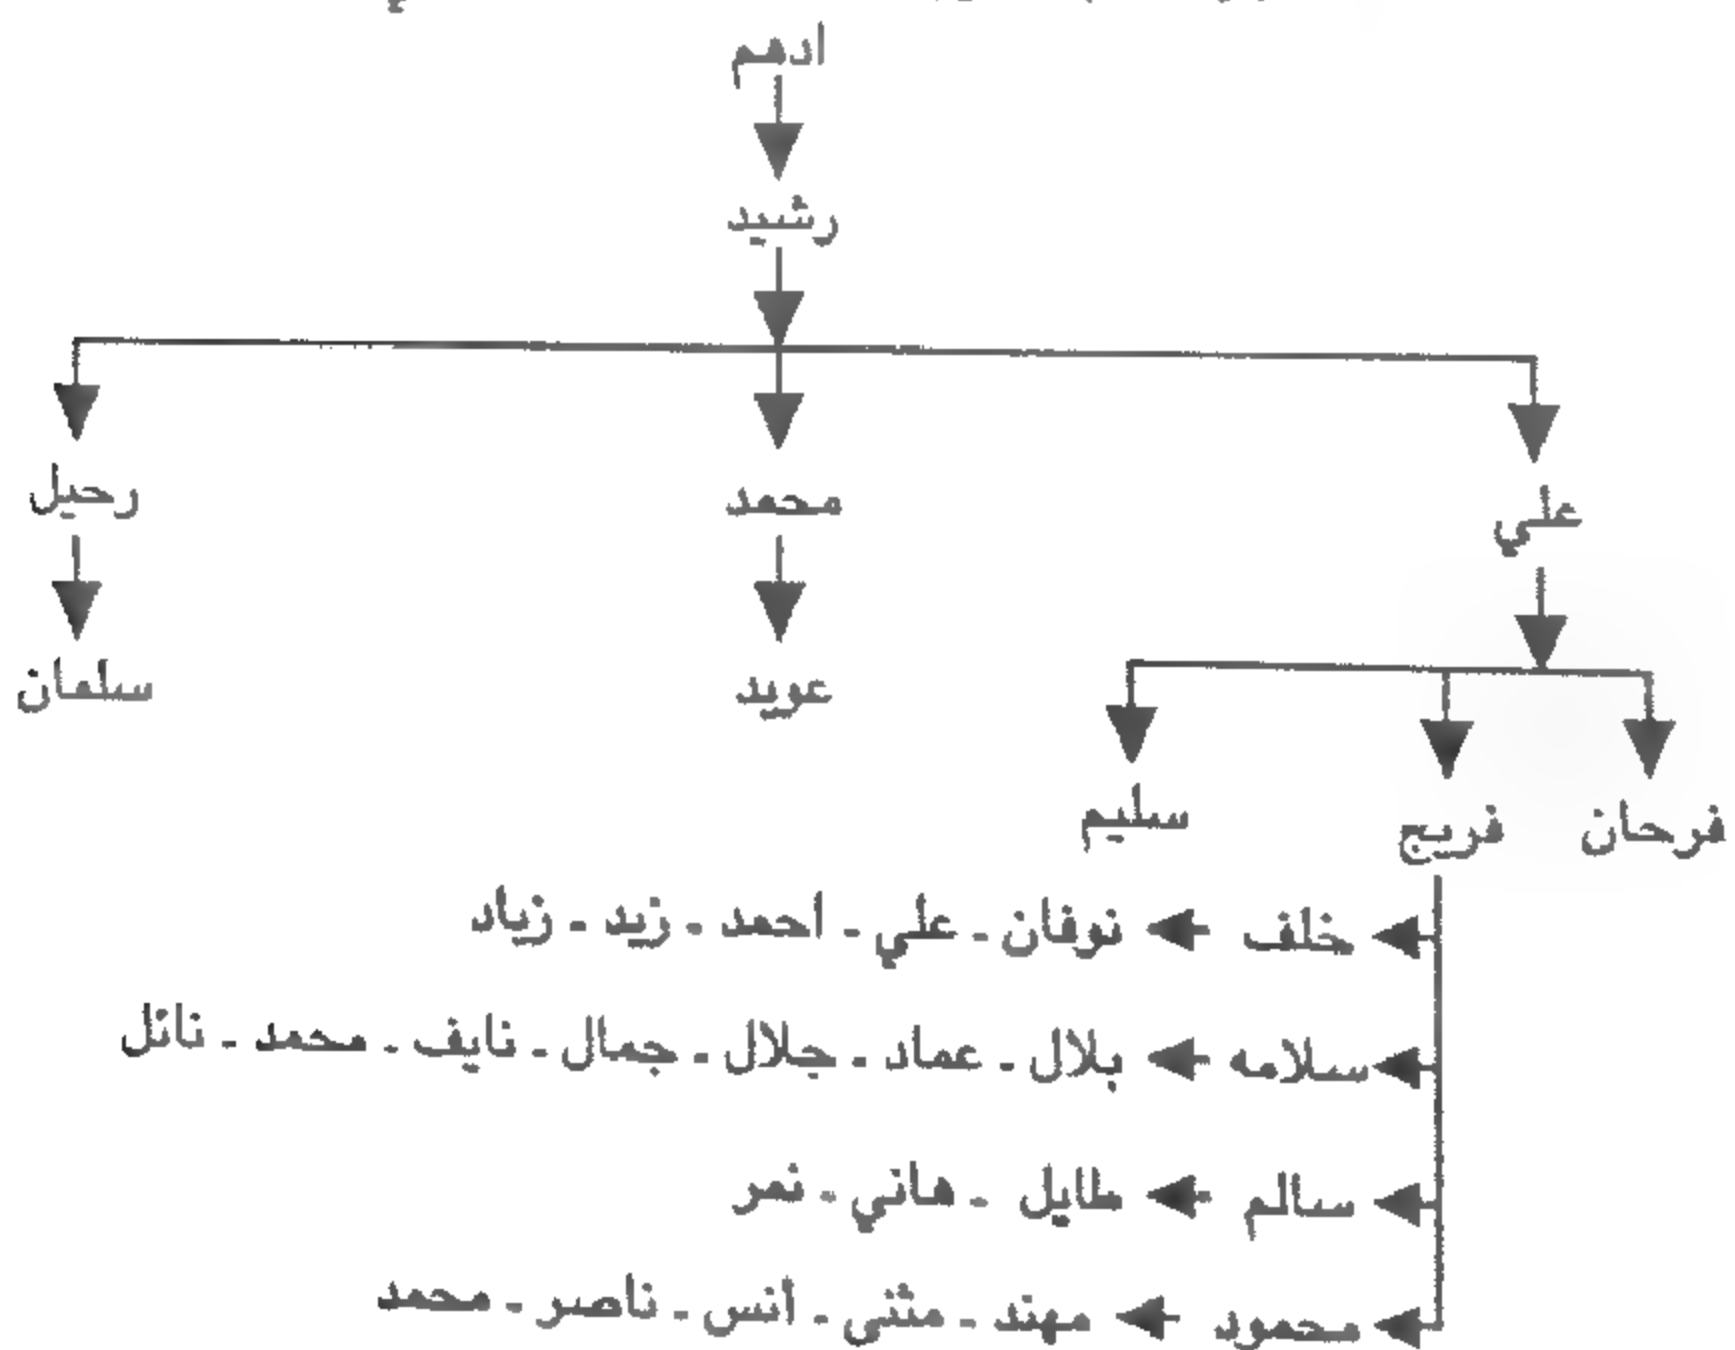 ادهم
رشيد
علي
محمد
رحيل
عويد
سلمان
فرحان
فريج
سليم
خلف نوفان - علي - احمد - زيد - زياد
سلامه بلال - عماد - جلال - جمال - نايف - محمد - نائل
سالم طايل - هاني - نمر
محمود مهند - مثنى - أنس - ناصر - محمد